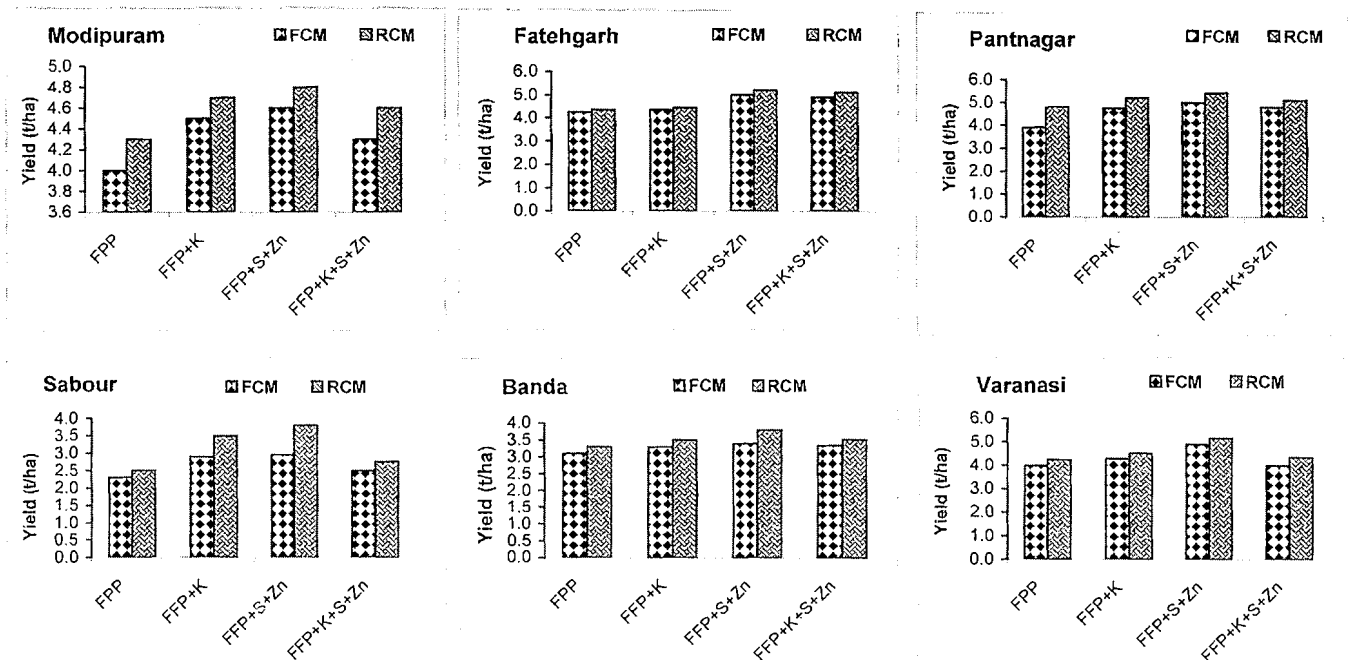 Modipuram
FCM RCM
Yield (t/ha)
5.0
4.8
4.6
4.4
4.2
4.0
3.8
3.6
FPP
FFP+K
FFP+S+Zn
FFP+K+S+Zn
Fatehgarh
FCM RCM
Yield (t/ha)
6.0
5.0
4.0
3.0
2.0
1.0
0.0
FPP
FFP+K
FFP+S+Zn
FFP+K+S+Zn
Pantnagar
FCM RCM
Yield (t/ha)
6.0
5.0
4.0
3.0
2.0
1.0
0.0
FPP
FFP+K
FFP+S+Zn
FFP+K+S+Zn
Sabour
FCM RCM
Yield (t/ha)
4.0
3.5
3.0
2.5
2.0
1.5
1.0
0.5
0.0
FPP
FFP+K
FFP+S+Zn
FFP+K+S+Zn
Banda
FCM RCM
Yield (t/ha)
4.0
3.5
3.0
2.5
2.0
1.5
1.0
0.5
0.0
FPP
FFP+K
FFP+S+Zn
FFP+K+S+Zn
Varanasi
FCM RCM
Yield (t/ha)
6.0
5.0
4.0
3.0
2.0
1.0
0.0
FPP
FFP+K
FFP+S+Zn
FFP+K+S+Zn